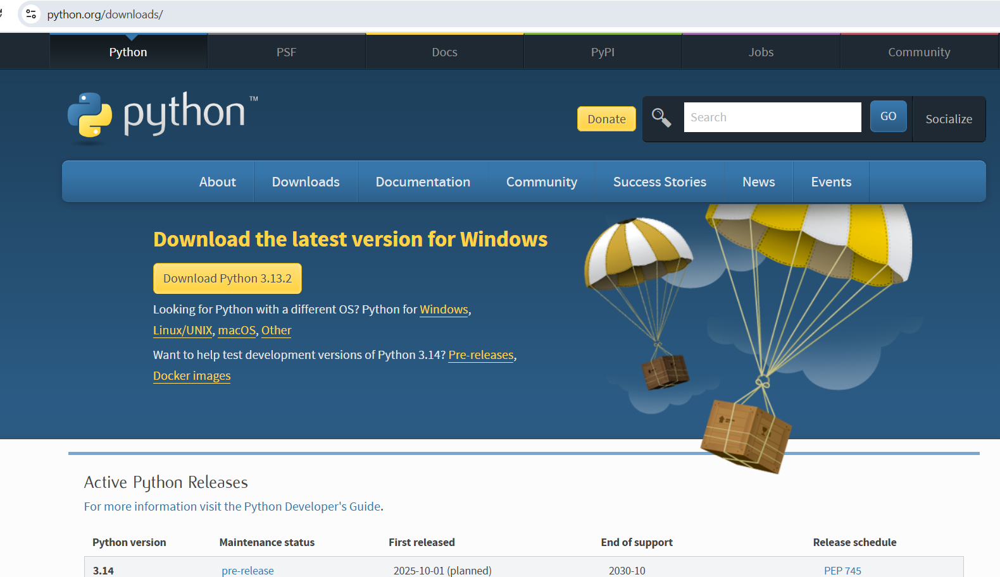 python.org/downloads/
Python PSF Docs PyPI Jobs Community
python™
Donate Search GO Socialize
About Downloads Documentation Community Success Stories News Events
Download the latest version for Windows
Download Python 3.13.2
Looking for Python with a different OS? Python for Windows,
Linux/UNIX, macOS, Other
Want to help test development versions of Python 3.14? Pre-releases,
Docker images
Active Python Releases
For more information visit the Python Developer's Guide.
Python version Maintenance status First released End of support Release schedule
3.14 pre-release 2025-10-01 (planned) 2030-10 PEP 745